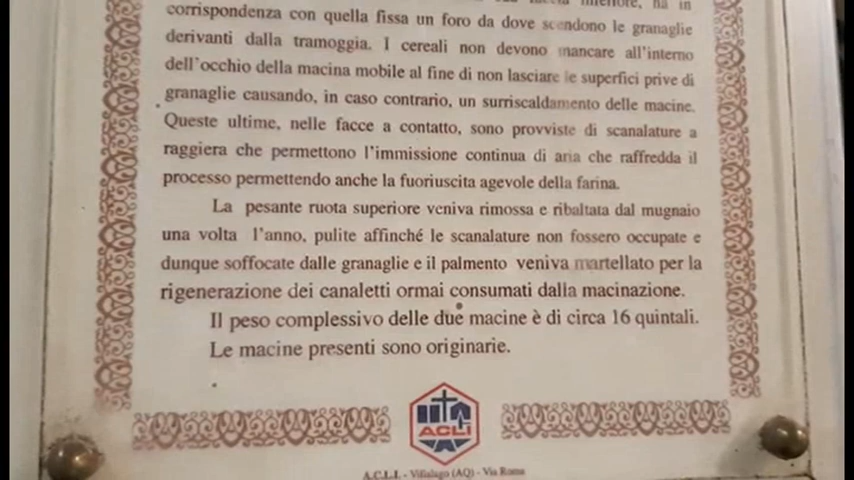 inferiore, ha in
corrispondenza con quella fissa un foro da dove scendono le granaglie
derivanti dalla tramoggia. I cereali non devono mancare all'interno
dell'occhio della macina mobile al fine di non lasciare le superfici prive di
granaglie causando, in caso contrario, un surriscaldamento delle macine.
Queste ultime, nelle facce a contatto, sono provviste di scanalature a
raggiera che permettono l'immissione continua di aria che raffredda il
processo permettendo anche la fuoriuscita agevole della farina.
La pesante ruota superiore veniva rimossa e ribaltata dal mugnaio
una volta l'anno, pulite affinché le scanalature non fossero occupate e
dunque soffocate dalle granaglie e il palmento veniva martellato per la
rigenerazione dei canaletti ormai consumati dalla macinazione.
Il peso complessivo delle due macine è di circa 16 quintali.
Le macine presenti sono originarie.
ACLI
A.C.L.I. - Villalago (AQ) - Via Roma